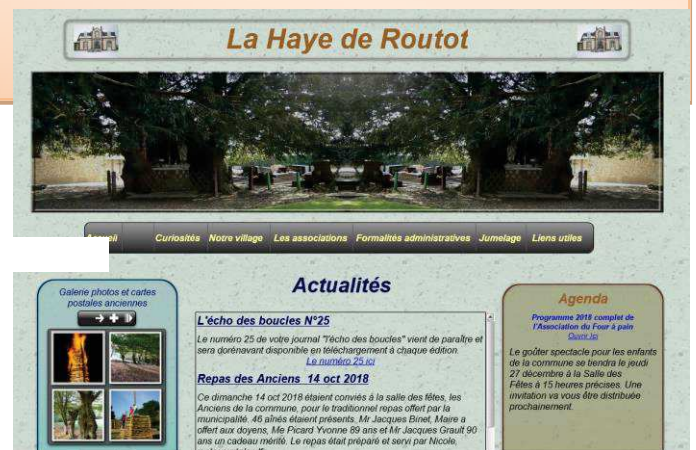 La Haye de Routot
Accueil Curiosités Notre village Les associations Formalités administratives Jumelage Liens utiles
Galerie photos et cartes
postales anciennes
Actualités
L'écho des boucles N°25
Le numéro 25 de votre journal "l'écho des boucles" vient de paraître et
sera dorénavant disponible en téléchargement à chaque édition.
Le numéro 25 ici
Repas des Anciens 14 oct 2018
Ce dimanche 14 oct 2018 étaient conviés à la salle des fêtes, les
Anciens de la commune, pour le traditionnel repas offert par la
municipalité. 46 aînés étaient présents. Mr Jacques Binet, Maire a
offert aux doyens, Me Picard Yvonne 89 ans et Mr Jacques Grault 90
ans un cadeau mérité. Le repas était préparé et servi par Nicole,
Agenda
Programme 2018 complet de
l'Association du Four à pain
Ouvrir Ici
Le goûter spectacle pour les enfants
de la commune se tiendra le jeudi
27 décembre à la Salle des
Fêtes à 15 heures précises. Une
invitation va vous être distribuée
prochainement.